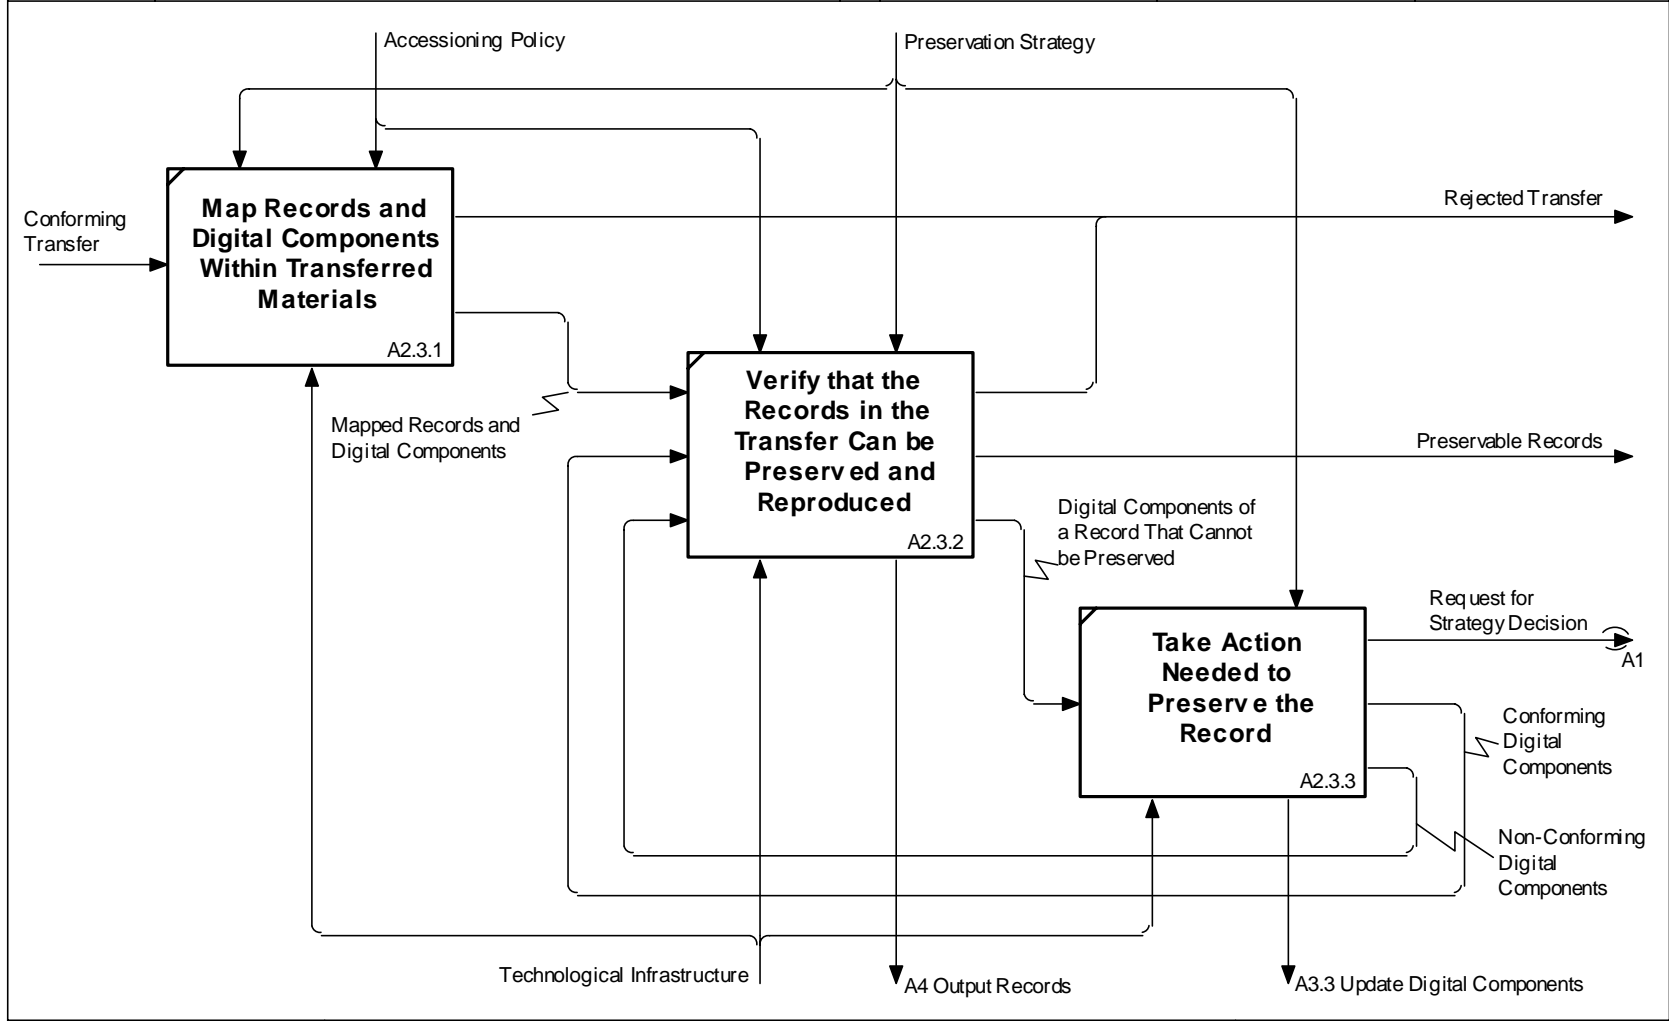 Accessioning Policy
Preservation Strategy
Conforming
Transfer
Map Records and
Digital Components
Within Transferred
Materials
A2.3.1
Rejected Transfer
Mapped Records and
Digital Components
Verify that the
Records in the
Transfer Can be
Preserved and
Reproduced
A2.3.2
Preservable Records
Digital Components of
a Record That Cannot
be Preserved
Take Action
Needed to
Preserve the
Record
A2.3.3
Request for
Strategy Decision
A1
Conforming
Digital
Components
Non-Conforming
Digital
Components
Technological Infrastructure
A4 Output Records
A3.3 Update Digital Components